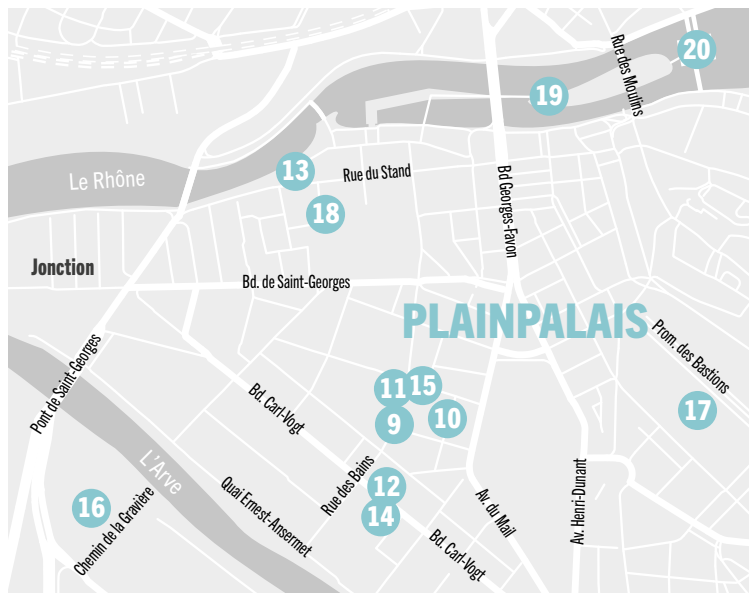 20
Rue des Moulins
19
13
Rue du Stand
Le Rhône
18
Bd Georges-Favon
Jonction
Bd. de Saint-Georges
PLAINPALAIS
Prom. des Bastions
Pont de Saint-Georges
11
15
Bd. Carl-Vogt
9
10
17
L'Arve
Rue des Bains
12
16
Chemin de la Gravière
Quai Ernest-Ansermet
14
Av. du Mail
Av. Henri-Dunant
Bd. Carl-Vogt